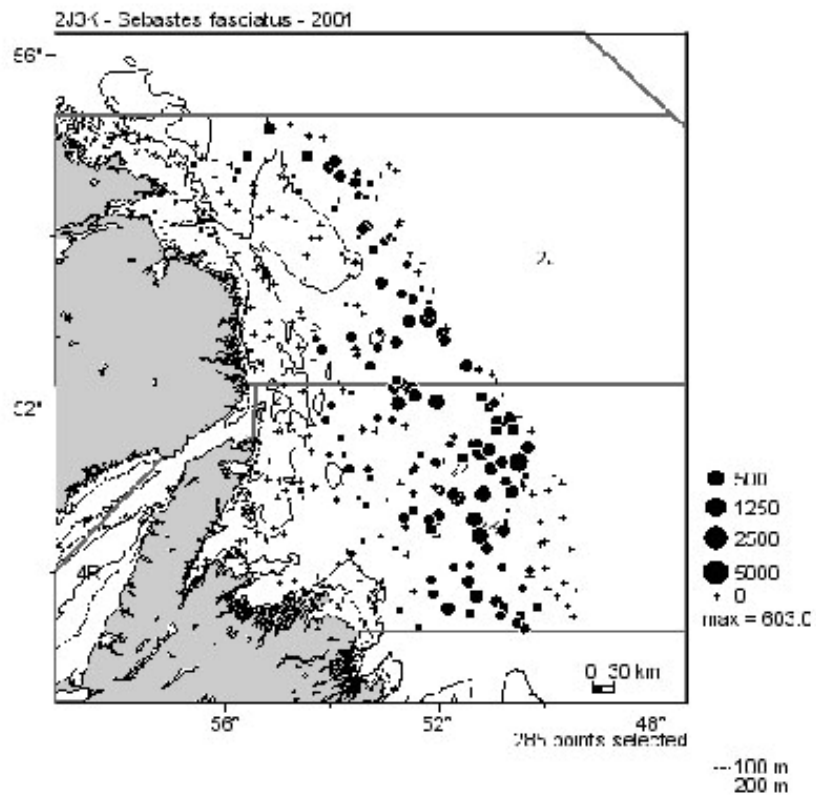 2J3K - Sebastes fasciatus - 2001
56°
52°
4R
500
1250
2500
5000
+ 0
max = 603.0
0 30 km
56° 52° 48°
285 points selected
--- 100 m
200 m